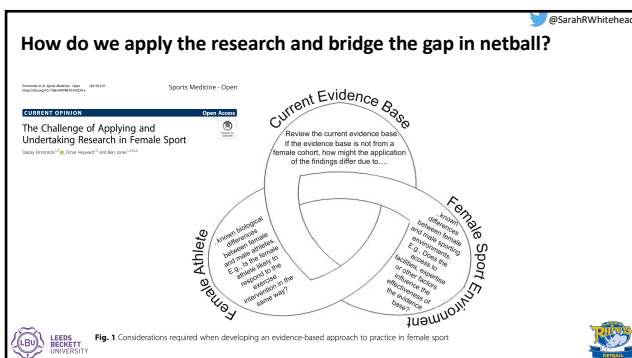 @SarahRWhitehead
How do we apply the research and bridge the gap in netball?
Sports Medicine - Open
CURRENT OPINION
Open Access
The Challenge of Applying and
Undertaking Research in Female Sport
Stacey Emmonds, Omar Heyward and Ben Jones
Current Evidence Base
Review the current evidence base.
If the evidence base is not from a
female cohort, how might the application
of the findings differ due to....
Female Athlete
..known biological
differences
between female
and male athletes.
E.g., Is the female
athlete likely to
respond to the
exercise
intervention in the
same way?
Female Sport Environment
..known
differences
between female
and male sporting
environments.
E.g., Does the
access to
facilities, expertise
or other factors
influence the
effectiveness of
the evidence
base?
Fig. 1 Considerations required when developing an evidence-based approach to practice in female sport
LBU
LEEDS
BECKETT
UNIVERSITY
NETBALL